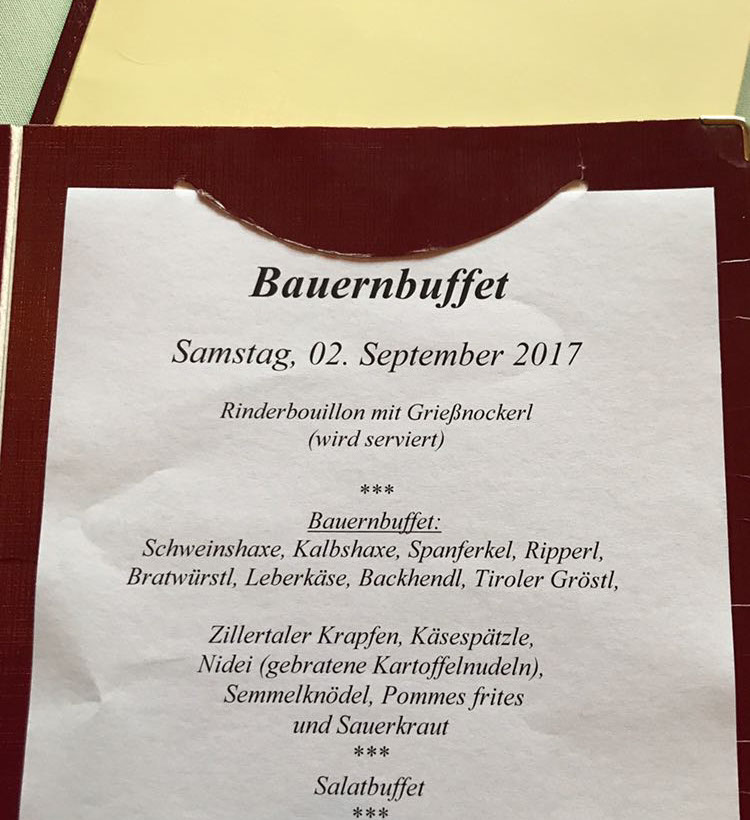 Bauernbuffet
Samstag, 02. September 2017
Rinderbouillon mit Grießnockerl
(wird serviert)
***
Bauernbuffet:
Schweinshaxe, Kalbshaxe, Spanferkel, Ripperl,
Bratwürstl, Leberkäse, Backhendl, Tiroler Gröstl,
Zillertaler Krapfen, Käsespätzle,
Nidei (gebratene Kartoffelnudeln),
Semmelknödel, Pommes frites
und Sauerkraut
***
Salatbuffet
***